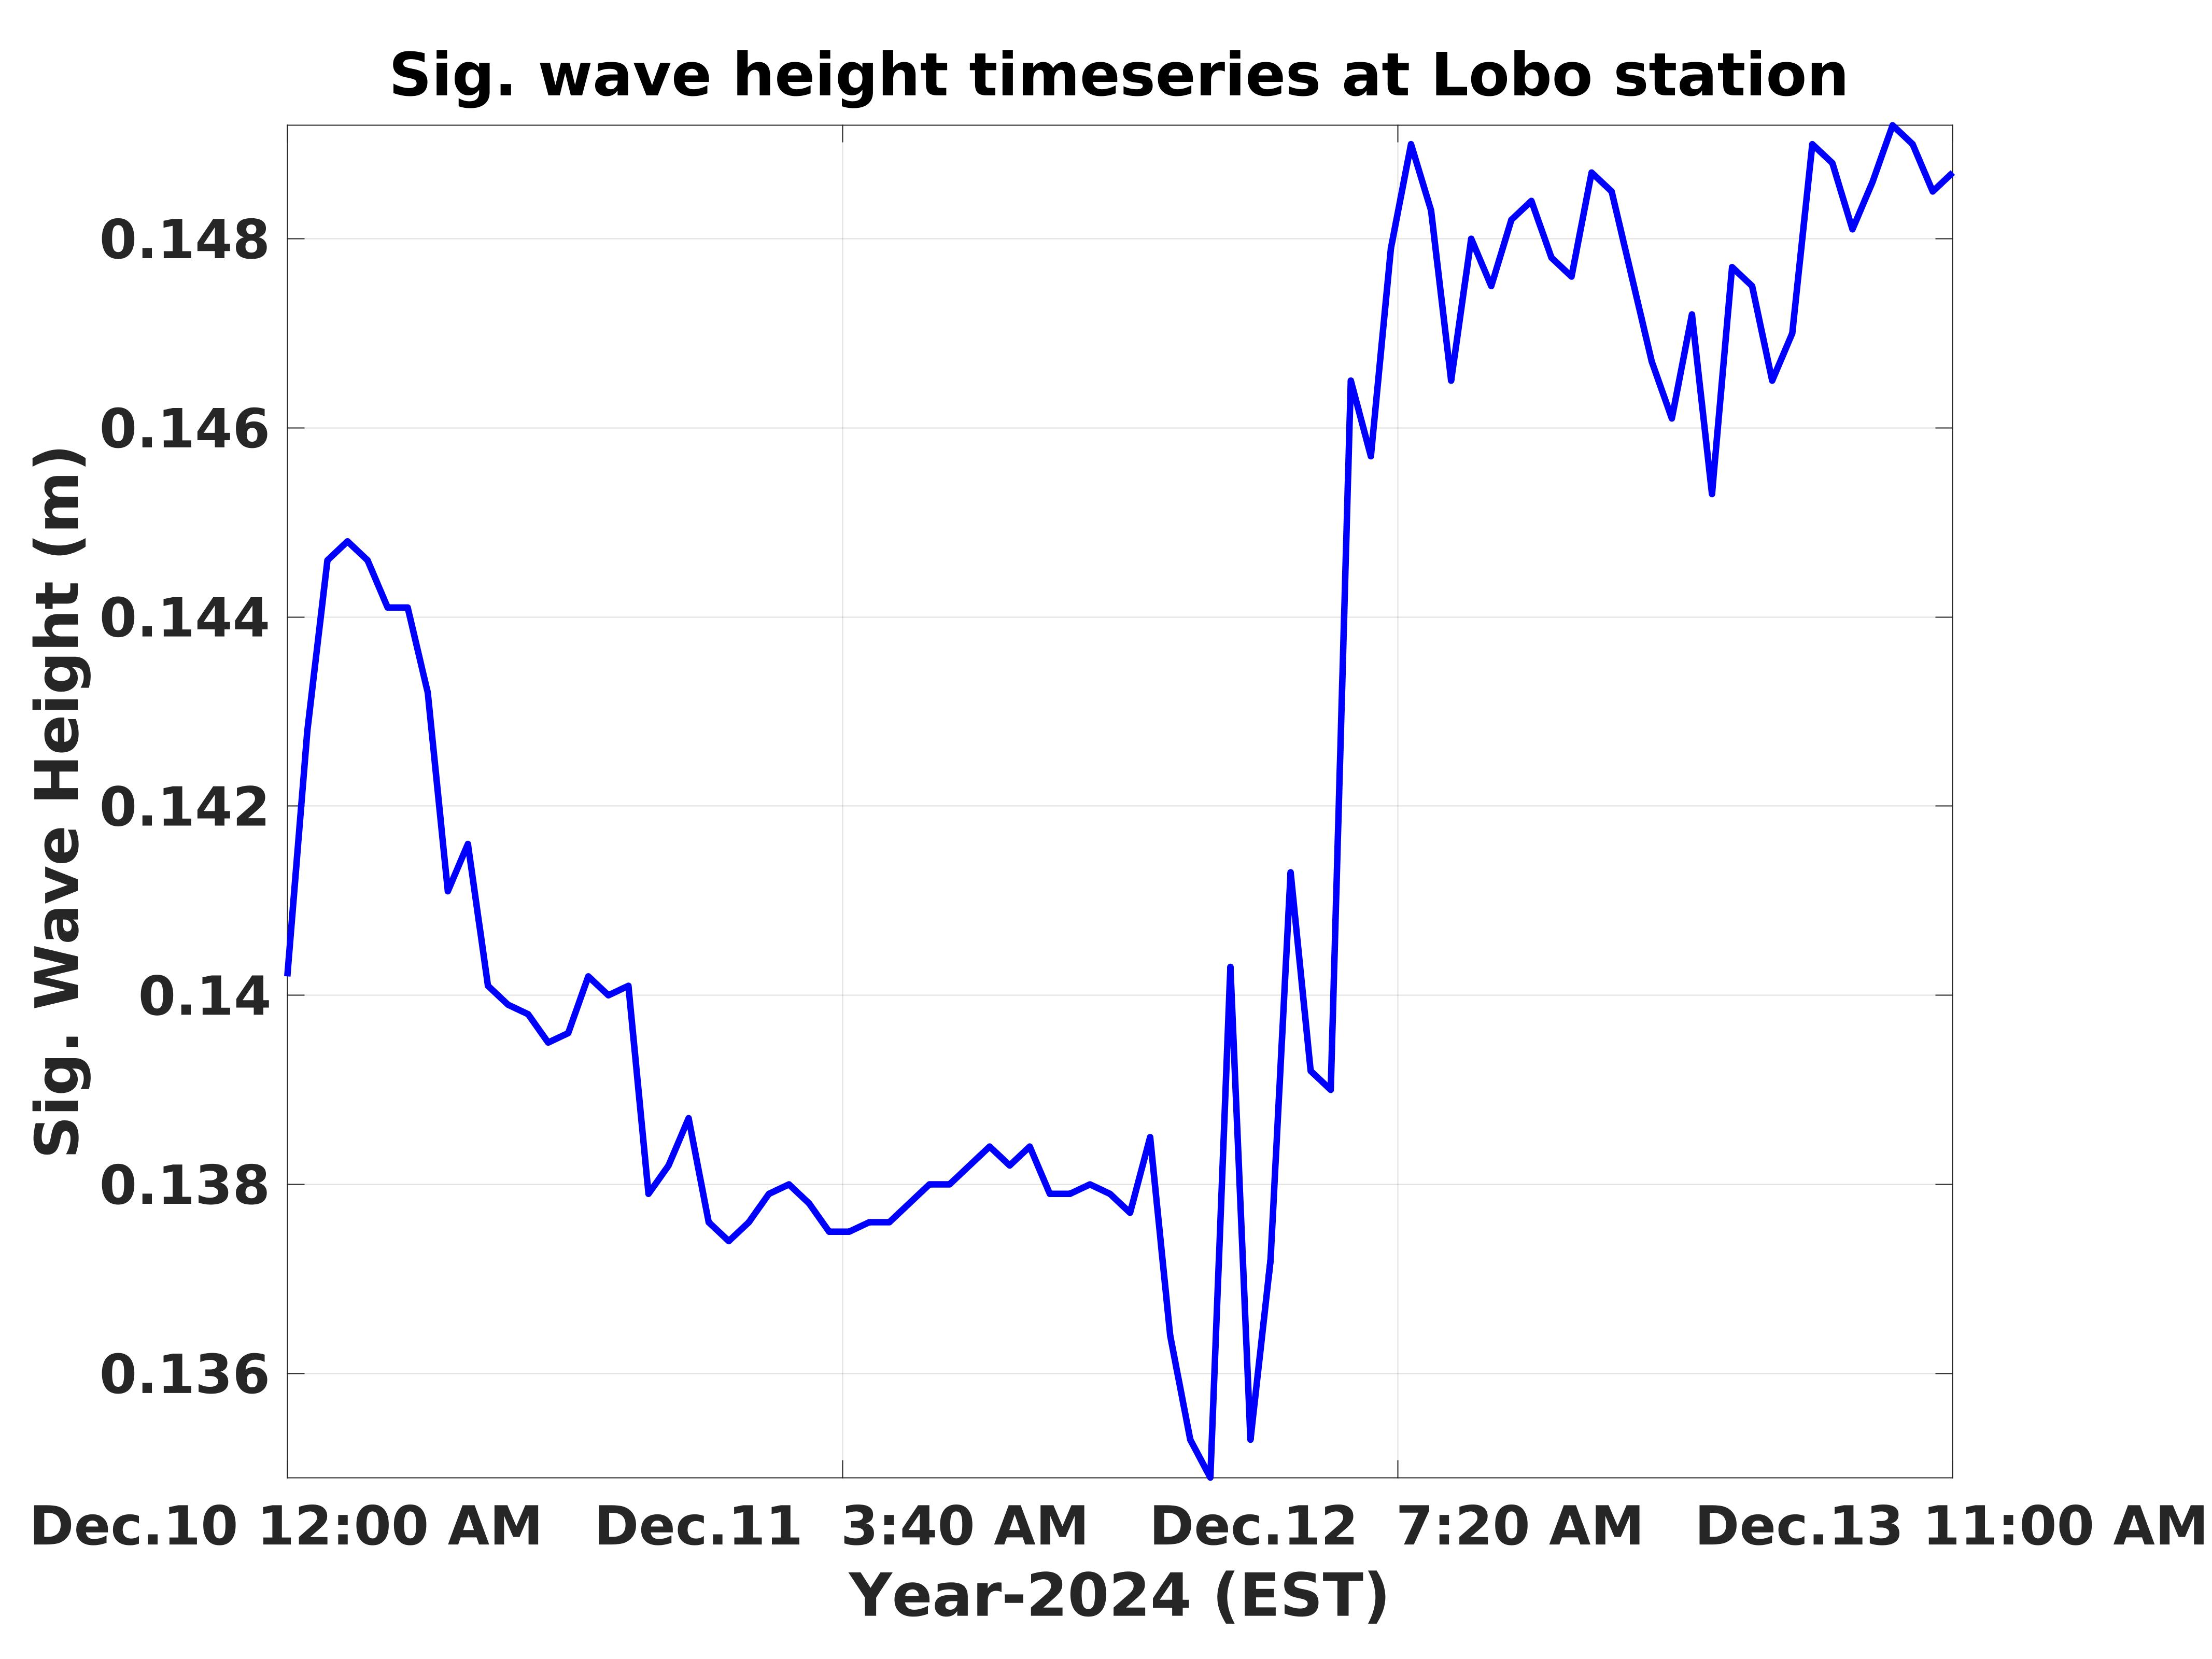 Sig. wave height timeseries at Lobo station
Sig. Wave Height (m)
0.148
0.146
0.144
0.142
0.14
0.138
0.136
Dec.10 12:00 AM Dec.11 3:40 AM Dec.12 7:20 AM Dec.13 11:00 AM
Year-2024 (EST)